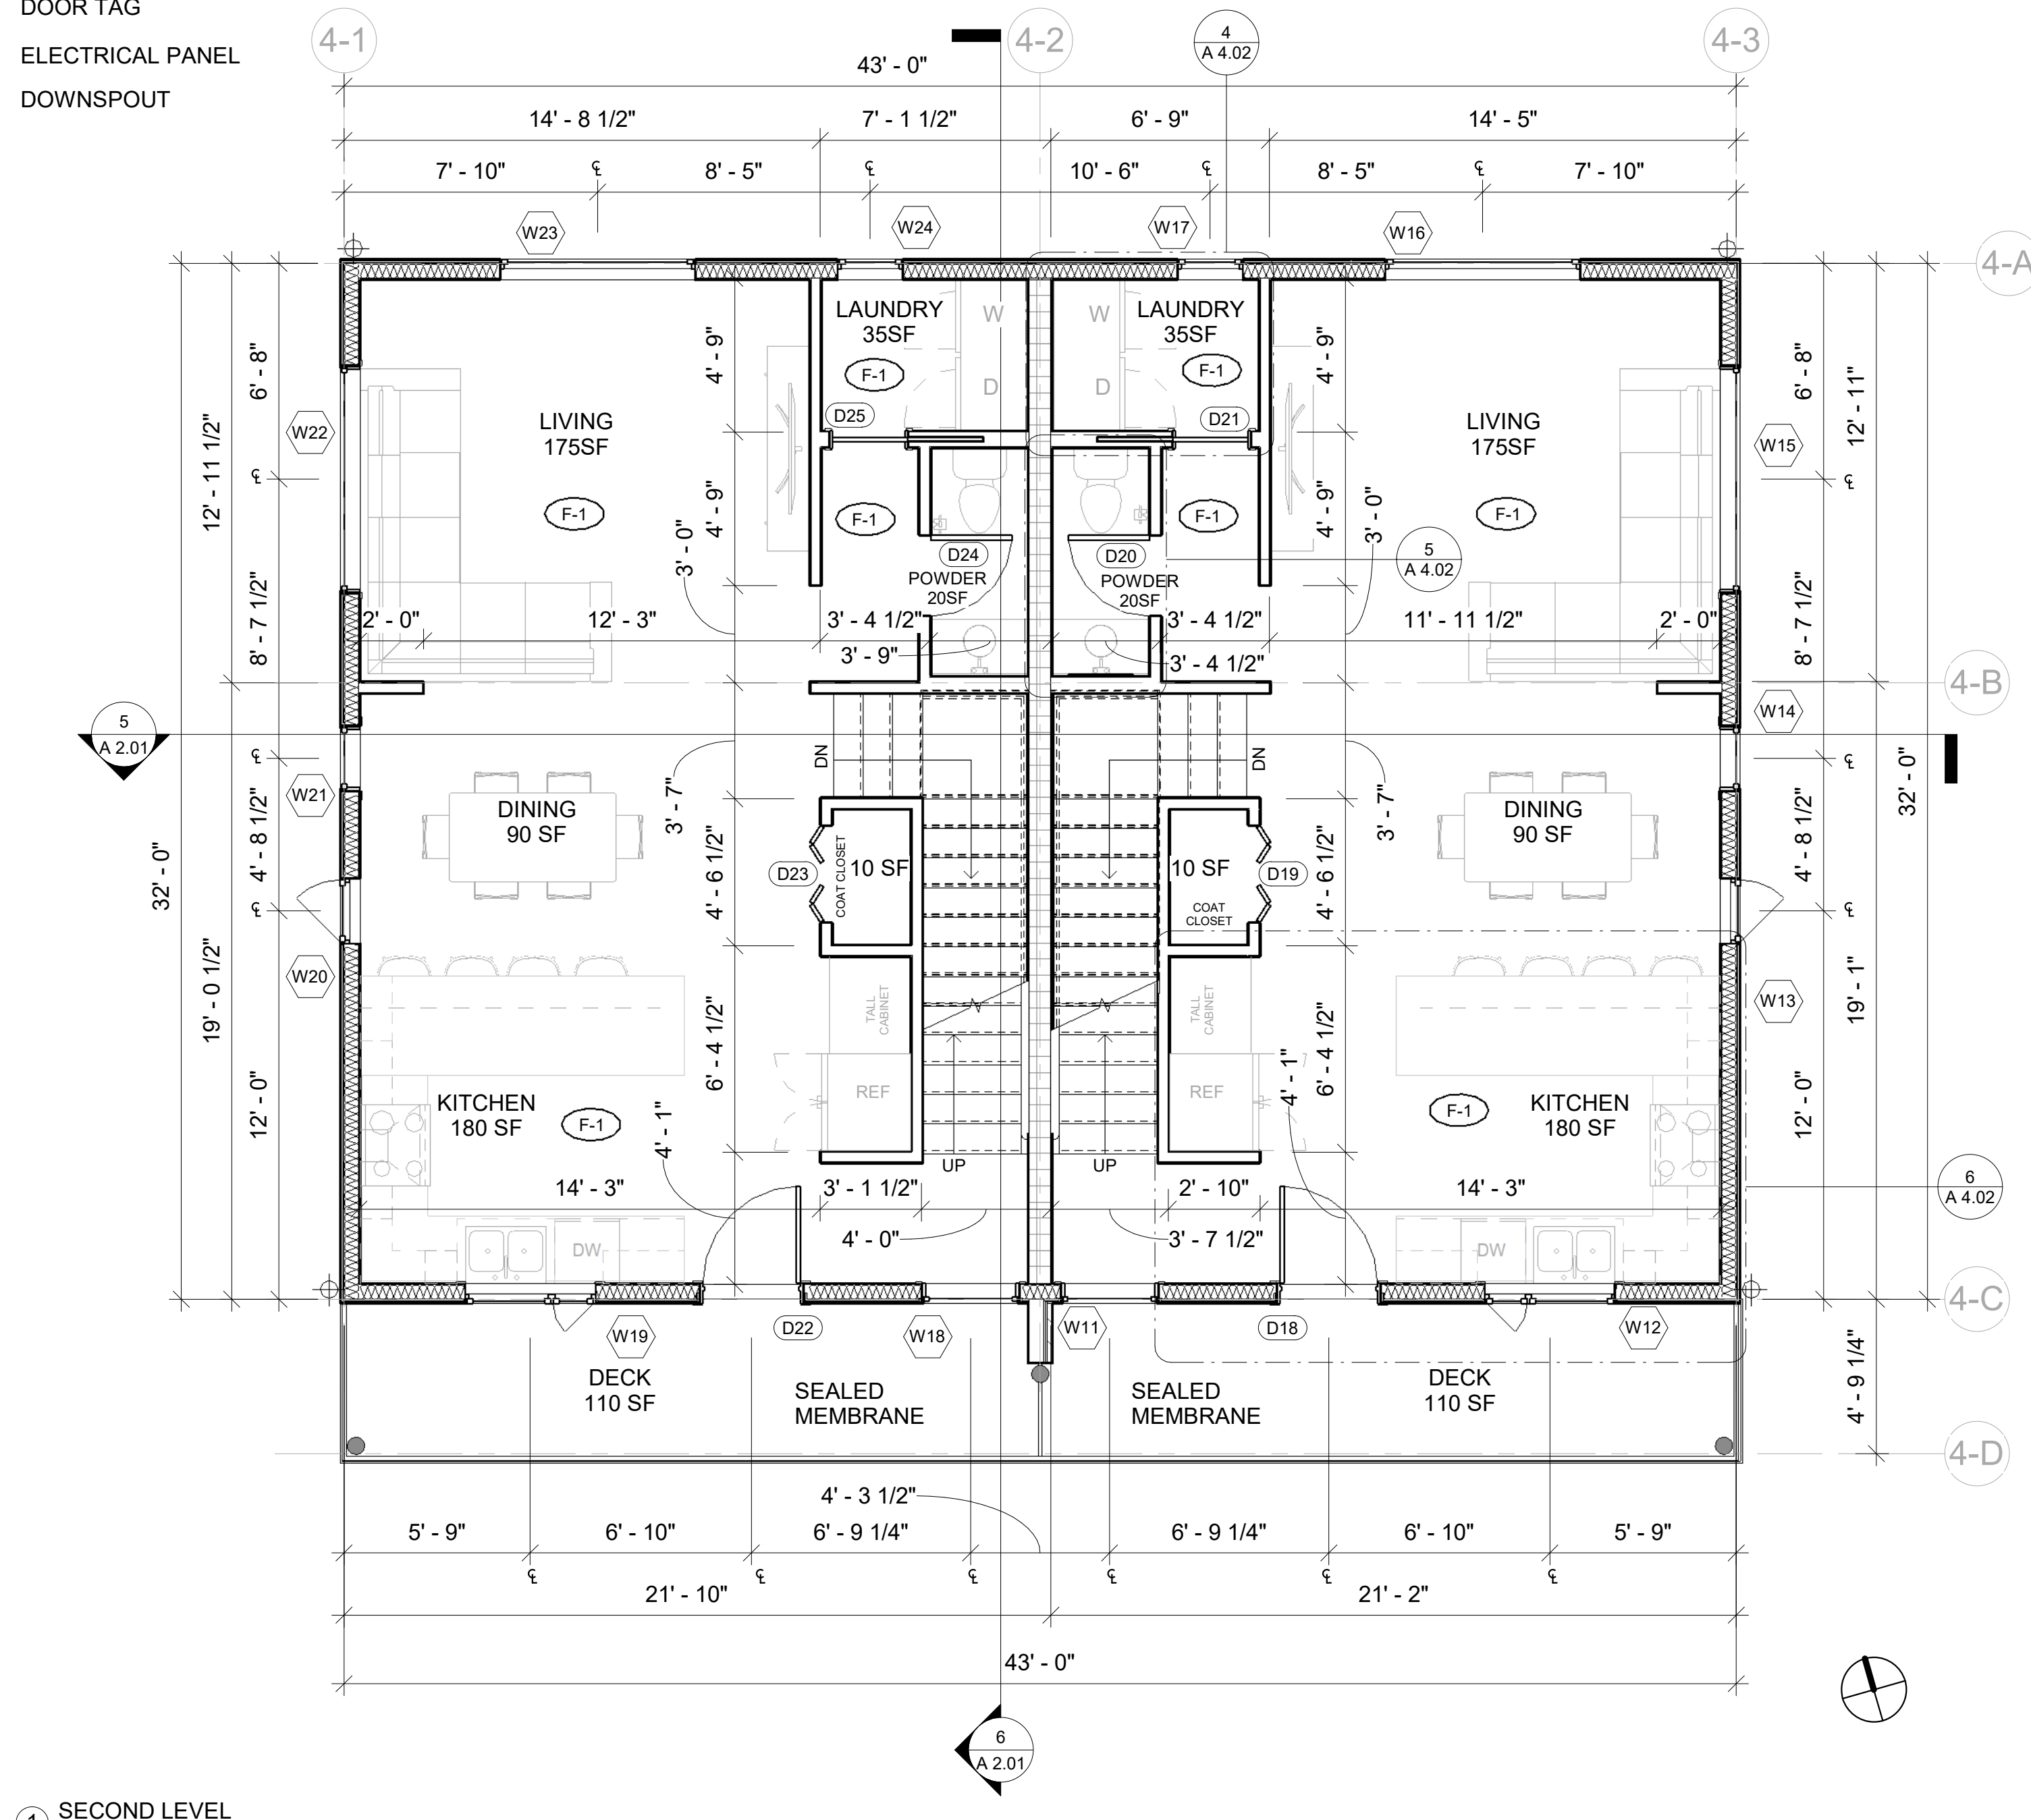 DOOR TAG
ELECTRICAL PANEL
DOWNSPOUT
4-1
4-2
4
A 4.02
4-3
43' - 0"
14' - 8 1/2"
7' - 1 1/2"
6' - 9"
14' - 5"
7' - 10"
℄
8' - 5"
℄
10' - 6"
℄
8' - 5"
℄
7' - 10"
W23
W24
W17
W16
4-A
LAUNDRY
35SF
W
D
F-1
D25
W
D
LAUNDRY
35SF
F-1
D21
6' - 8"
12' - 11 1/2"
W22
℄
8' - 7 1/2"
4' - 9"
4' - 9"
3' - 0"
LIVING
175SF
F-1
F-1
D24
POWDER
20SF
D20
POWDER
20SF
F-1
4' - 9"
4' - 9"
3' - 0"
5
A 4.02
LIVING
175SF
F-1
6' - 8"
12' - 11"
W15
℄
8' - 7 1/2"
2' - 0"
12' - 3"
3' - 4 1/2"
3' - 9"
3' - 4 1/2"
3' - 4 1/2"
11' - 11 1/2"
2' - 0"
4-B
W14
5
A 2.01
℄
W21
4' - 8 1/2"
℄
32' - 0"
19' - 0 1/2"
W20
12' - 0"
DN
DN
3' - 7"
3' - 7"
DINING
90 SF
DINING
90 SF
D23
COAT CLOSET
10 SF
10 SF
COAT
CLOSET
D19
4' - 6 1/2"
4' - 6 1/2"
℄
4' - 8 1/2"
℄
32' - 0"
W13
19' - 1"
12' - 0"
TALL
CABINET
TALL
CABINET
REF
REF
6' - 4 1/2"
6' - 4 1/2"
4' - 1"
4' - 1"
KITCHEN
180 SF
F-1
F-1
KITCHEN
180 SF
UP
UP
6
A 4.02
14' - 3"
3' - 1 1/2"
2' - 10"
14' - 3"
4' - 0"
3' - 7 1/2"
DW
DW
4-C
W19
D22
W18
W11
D18
W12
DECK
110 SF
SEALED
MEMBRANE
SEALED
MEMBRANE
DECK
110 SF
4' - 9 1/4"
4-D
4' - 3 1/2"
5' - 9"
6' - 10"
6' - 9 1/4"
6' - 9 1/4"
6' - 10"
5' - 9"
℄
℄
℄
℄
℄
℄
21' - 10"
21' - 2"
43' - 0"
6
A 2.01
1
SECOND LEVEL